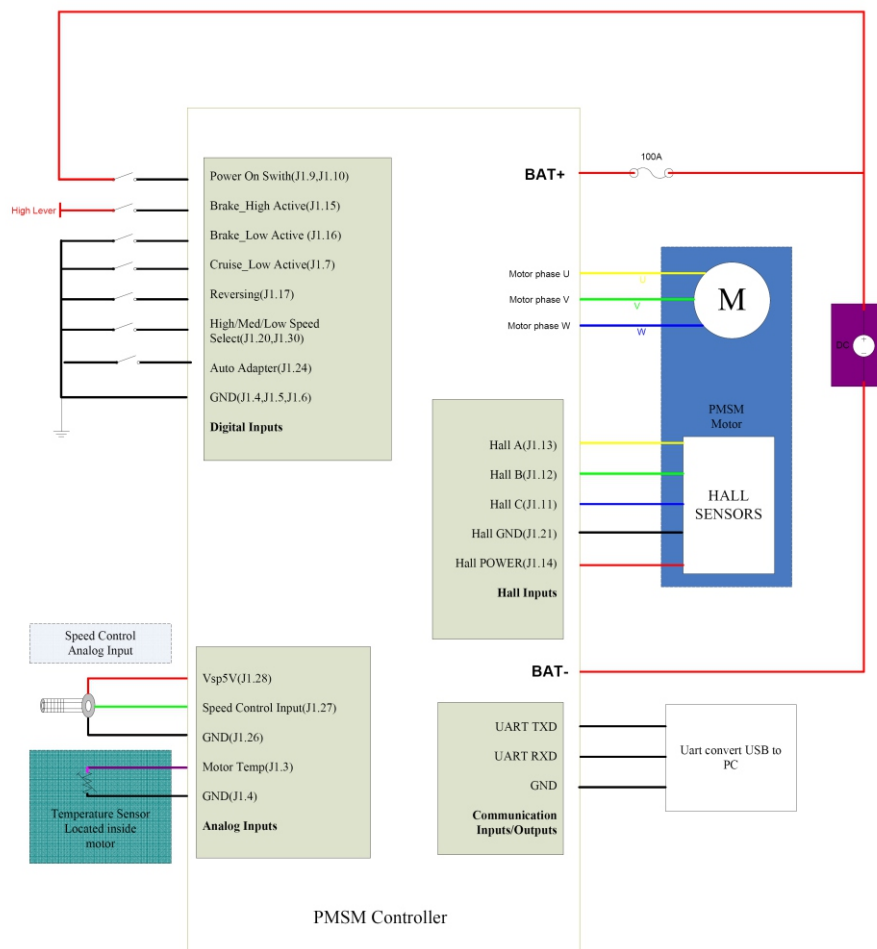 100A
Power On Swith(J1.9,J1.10)
BAT+
High Lever
Brake_High Active(J1.15)
Brake_Low Active (J1.16)
Cruise_Low Active(J1.7)
Reversing(J1.17)
High/Med/Low Speed
Select(J1.20,J1.30)
Auto Adapter(J1.24)
GND(J1.4,J1.5,J1.6)
Digital Inputs
Motor phase U
U
Motor phase V
V
Motor phase W
W
M
DC
+
−
PMSM
Motor
Hall A(J1.13)
Hall B(J1.12)
Hall C(J1.11)
Hall GND(J1.21)
Hall POWER(J1.14)
Hall Inputs
HALL
SENSORS
Speed Control
Analog Input
Vsp5V(J1.28)
Speed Control Input(J1.27)
GND(J1.26)
Motor Temp(J1.3)
GND(J1.4)
Analog Inputs
Temperature Sensor
Located inside
motor
BAT-
UART TXD
UART RXD
GND
Communication
Inputs/Outputs
Uart convert USB to
PC
PMSM Controller